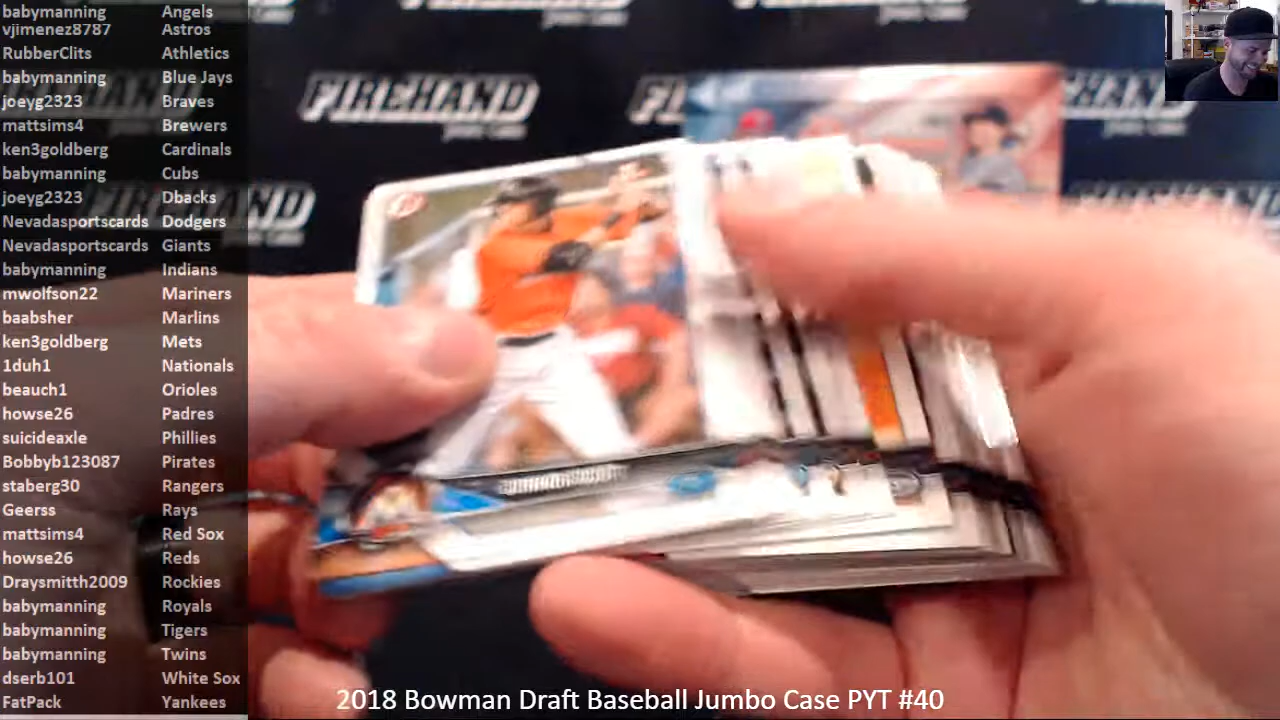 babymanning Angels
vjimenez8787 Astros
RubberClits Athletics
babymanning Blue Jays
joeyg2323 Braves
mattsims4 Brewers
ken3goldberg Cardinals
babymanning Cubs
joeyg2323 Dbacks
Nevadasportscards Dodgers
Nevadasportscards Giants
babymanning Indians
mwolfson22 Mariners
baabsher Marlins
ken3goldberg Mets
1duh1 Nationals
beauch1 Orioles
howse26 Padres
suicideaxle Phillies
Bobbyb123087 Pirates
staberg30 Rangers
Geerss Rays
mattsims4 Red Sox
howse26 Reds
Draysmitth2009 Rockies
babymanning Royals
babymanning Tigers
babymanning Twins
dserb101 White Sox
FatPack Yankees
FIREHAND
2018 Bowman Draft Baseball Jumbo Case PYT #40